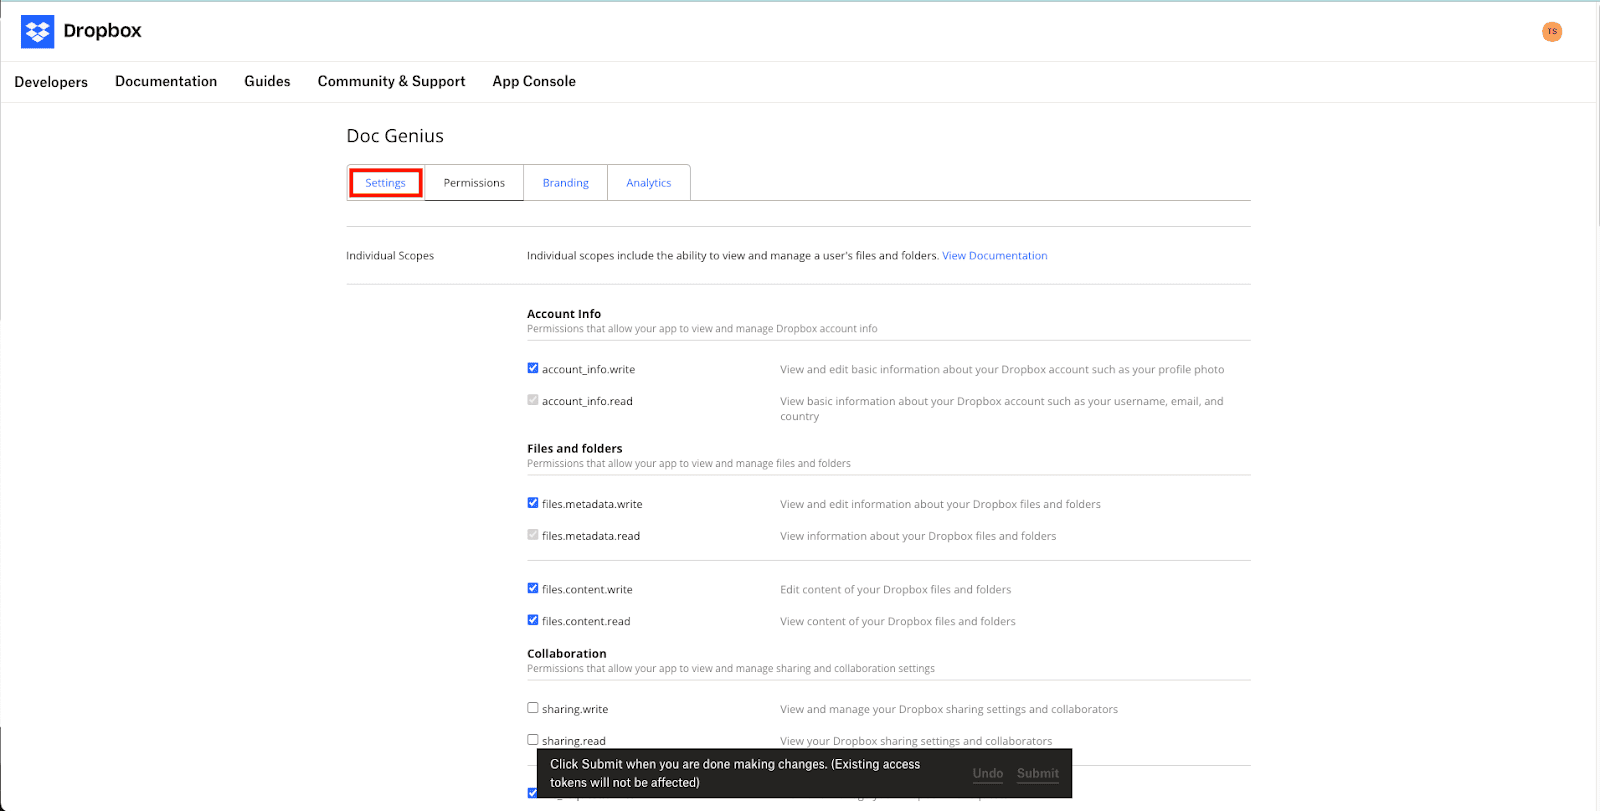 Dropbox
TS
Developers Documentation Guides Community & Support App Console
Doc Genius
Settings Permissions Branding Analytics
Individual Scopes Individual scopes include the ability to view and manage a user's files and folders. View Documentation
Account Info
Permissions that allow your app to view and manage Dropbox account info
account_info.write View and edit basic information about your Dropbox account such as your profile photo
account_info.read View basic information about your Dropbox account such as your username, email, and
country
Files and folders
Permissions that allow your app to view and manage files and folders
files.metadata.write View and edit information about your Dropbox files and folders
files.metadata.read View information about your Dropbox files and folders
files.content.write Edit content of your Dropbox files and folders
files.content.read View content of your Dropbox files and folders
Collaboration
Permissions that allow your app to view and manage sharing and collaboration settings
sharing.write View and manage your Dropbox sharing settings and collaborators
sharing.read View your Dropbox sharing settings and collaborators
Click Submit when you are done making changes. (Existing access
tokens will not be affected)
Undo Submit